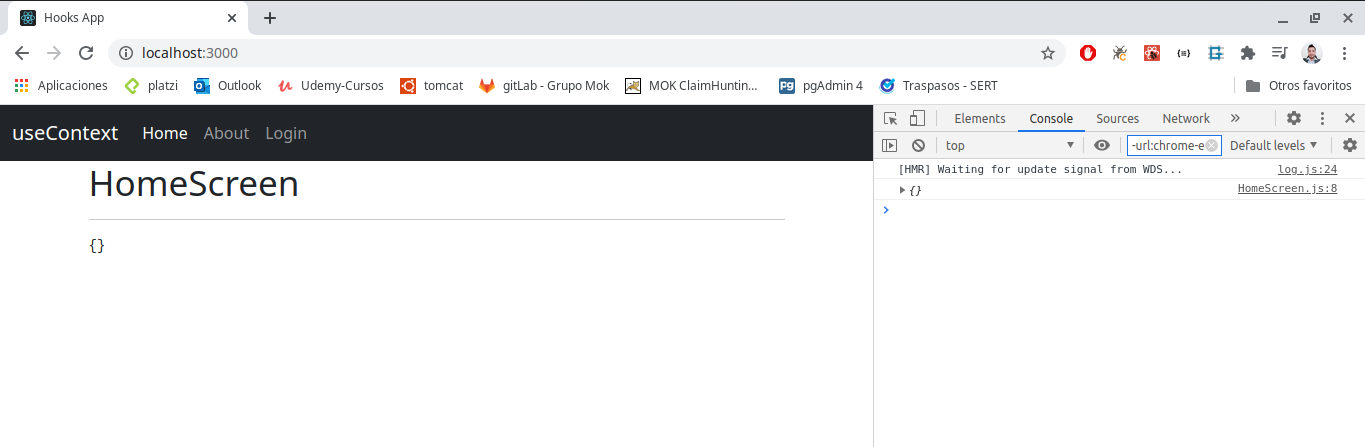 Hooks App
localhost:3000
Aplicaciones platzi Outlook Udemy-Cursos tomcat gitLab - Grupo Mok MOK ClaimHuntin... pgAdmin 4 Traspasos - SERT Otros favoritos
useContext Home About Login
Elements Console Sources Network »
top -url:chrome-e Default levels
HomeScreen
[HMR] Waiting for update signal from WDS... log.js:24
{} HomeScreen.js:8
{}